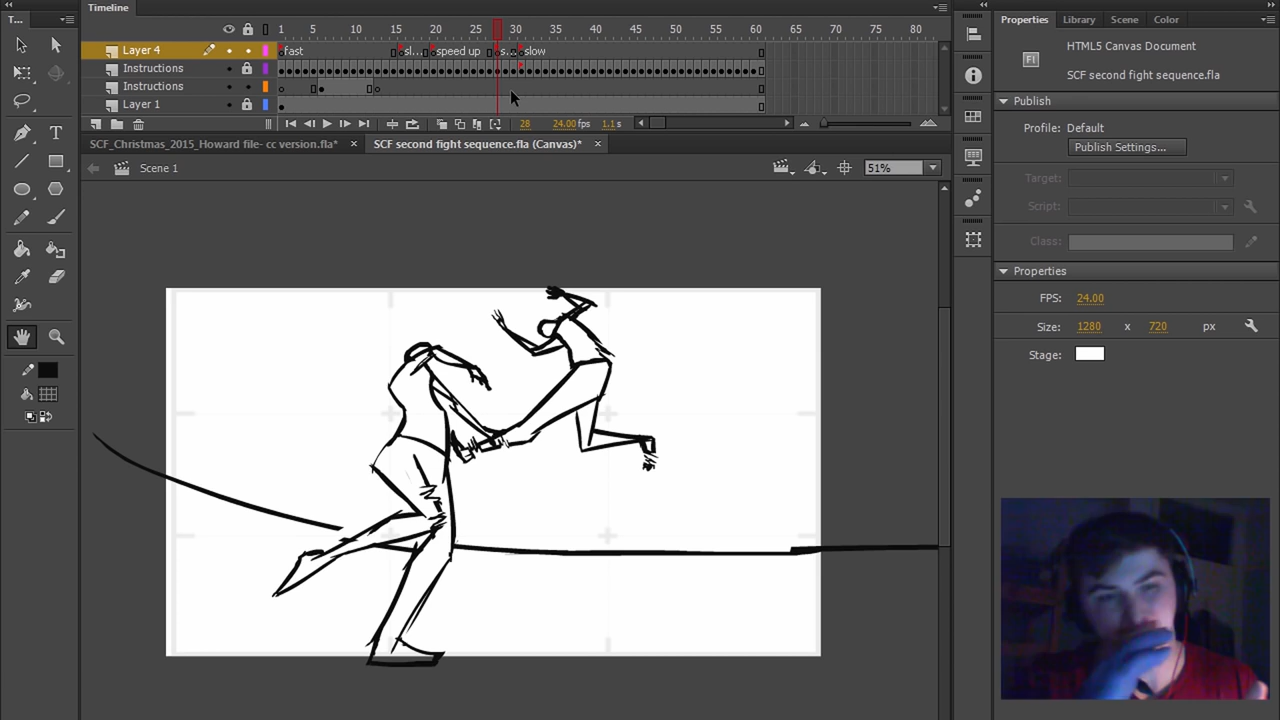 T...
Timeline
Properties Library Scene Color
1 5 10 15 20 25 30 35 40 45 50 55 60 65 70 75 80
Layer 4 fast sl... speed up s... slow
Instructions
Instructions
Layer 1
28 24.00 fps 1.1 s
HTML5 Canvas Document
Fl
SCF second fight sequence.fla
Publish
Profile: Default
Publish Settings...
Target:
Script:
Class:
SCF_Christmas_2015_Howard file- cc version.fla* × SCF second fight sequence.fla (Canvas)* ×
Scene 1 51%
T
Properties
FPS: 24.00
Size: 1280 x 720 px
Stage: